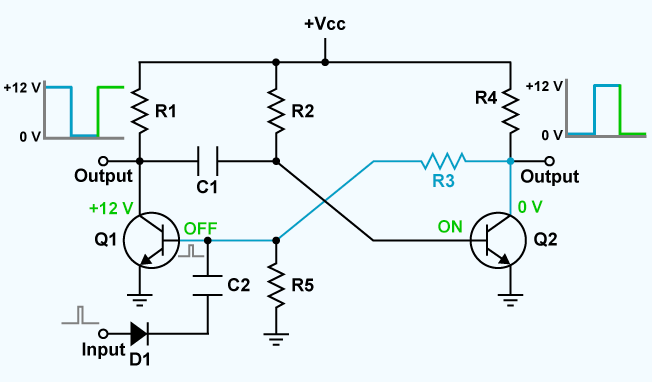 +Vcc
+12 V
0 V
R1
R2
R4
+12 V
0 V
Output
C1
R3
Output
+12 V
OFF
ON
0 V
Q1
Q2
C2
R5
Input
D1